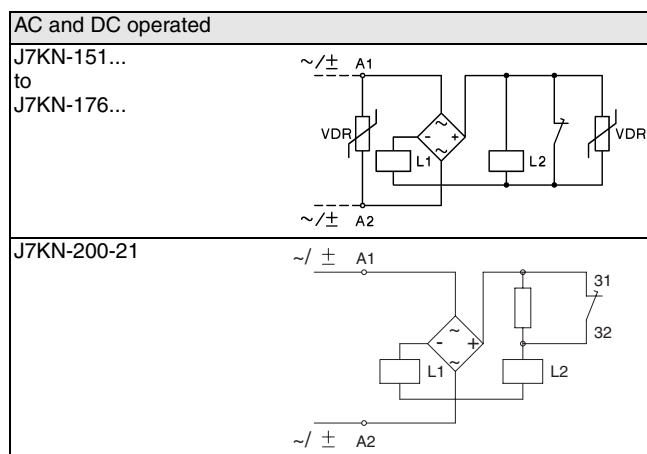 AC and DC operated
J7KN-151...
to
J7KN-176...
~/± A1
VDR
~
- +
~
L1
L2
VDR
~/± A2
J7KN-200-21
~/ ± A1
31
~
- +
32
~
L1
L2
~/ ± A2